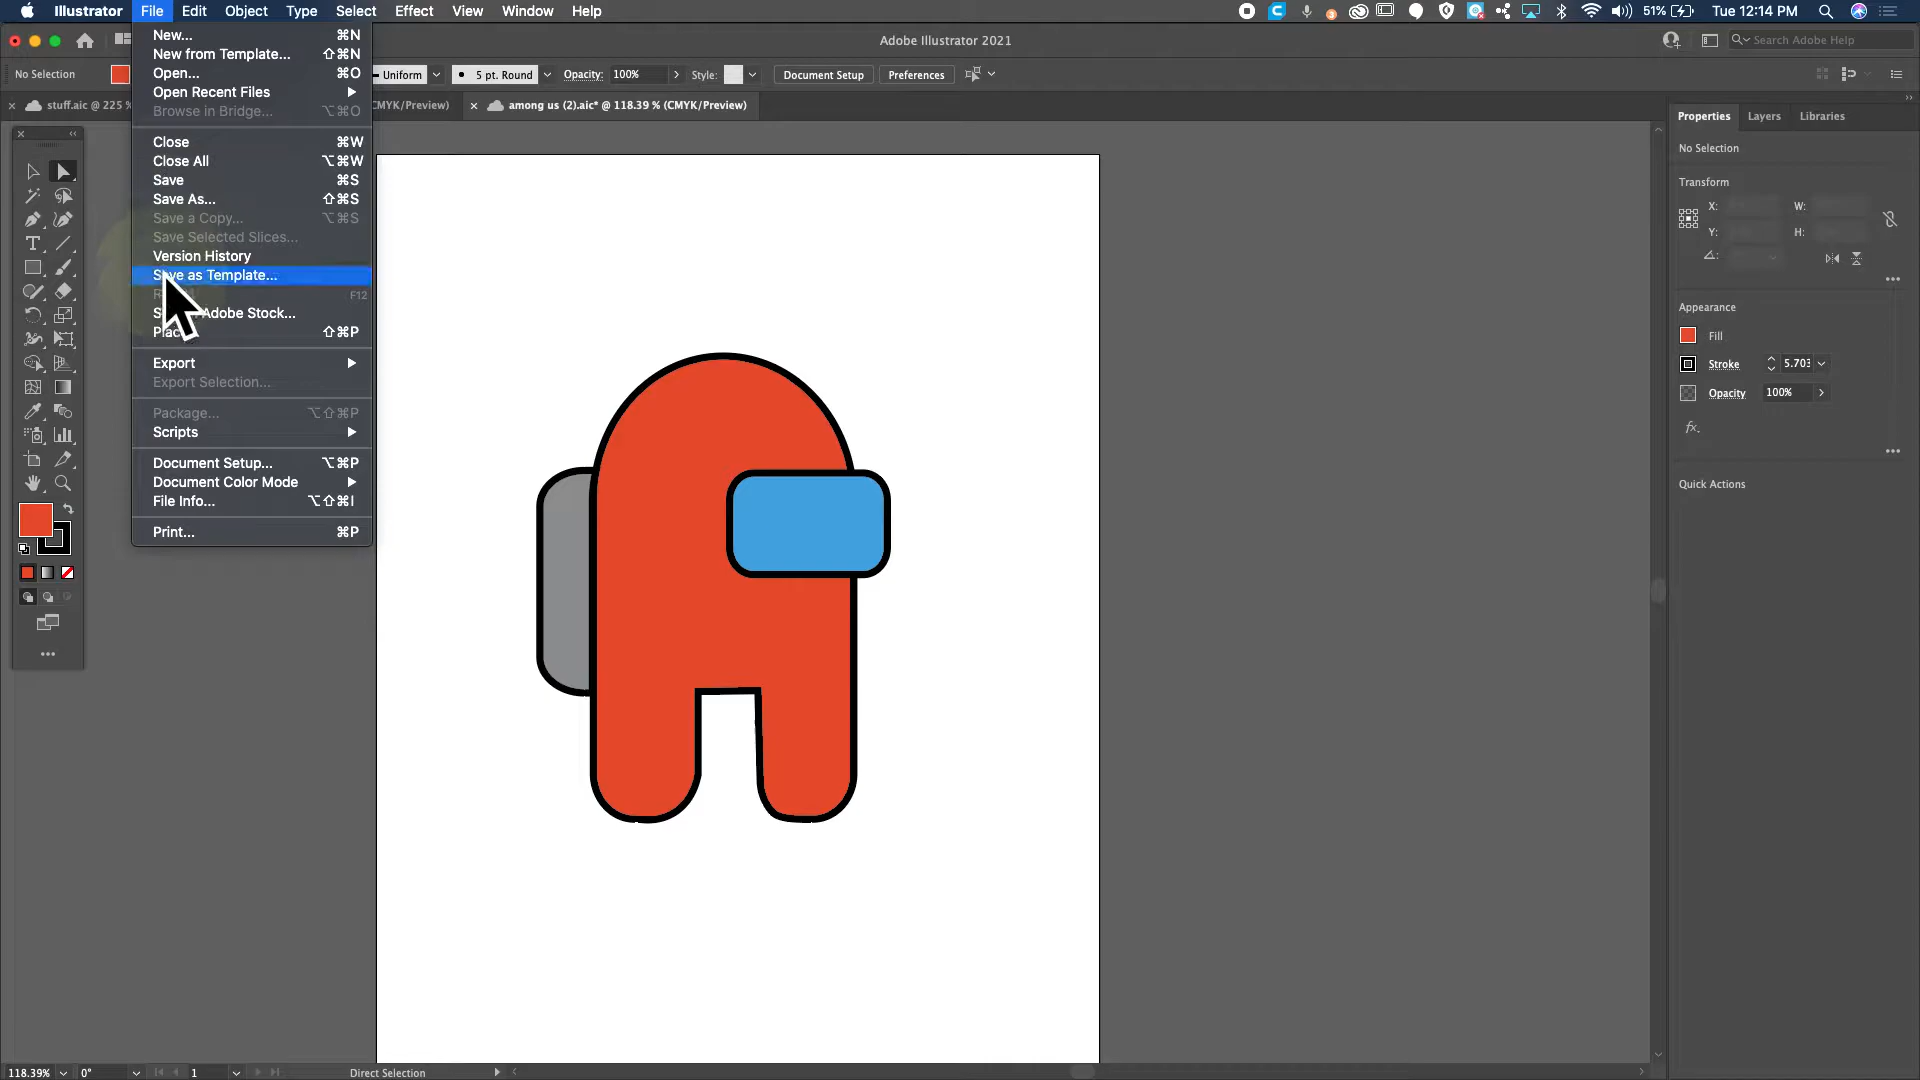 Illustrator File Edit Object Type Select Effect View Window Help 51% Tue 12:14 PM
Adobe Illustrator 2021 Search Adobe Help
No Selection Uniform 5 pt. Round Opacity: 100% Style: Document Setup Preferences
stuff.aic @ 225 % CMYK/Preview) among us (2).aic* @ 118.39 % (CMYK/Preview)
New... ⌘N
New from Template... ⇧⌘N
Open... ⌘O
Open Recent Files
Browse in Bridge... ⌥⌘O
Close ⌘W
Close All ⌥⌘W
Save ⌘S
Save As... ⇧⌘S
Save a Copy... ⌥⌘S
Save Selected Slices...
Version History
Save as Template...
F12
Adobe Stock...
⇧⌘P
Export
Export Selection...
Package... ⌥⇧⌘P
Scripts
Document Setup... ⌥⌘P
Document Color Mode
File Info... ⌥⇧⌘I
Print... ⌘P
Properties Layers Libraries
No Selection
Transform
X: W:
Y: H:
Appearance
Fill
Stroke 5.703
Opacity 100%
fx.
Quick Actions
118.39% 0° 1 Direct Selection